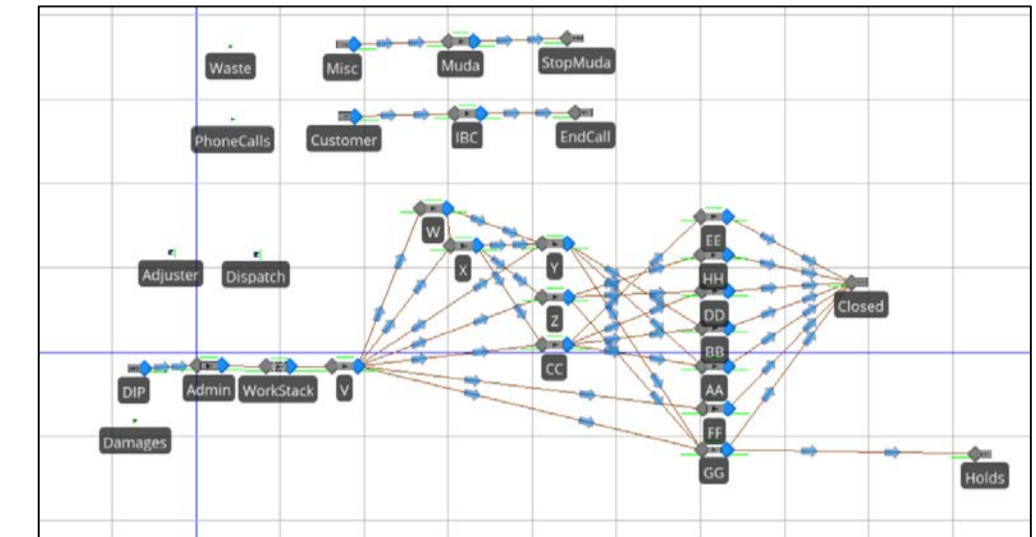 Waste
Misc
Muda
StopMuda
PhoneCalls
Customer
IBC
EndCall
W
X
Y
EE
HH
Adjuster
Dispatch
Z
DD
Closed
BB
CC
AA
DIP
Admin
WorkStack
V
FF
Damages
GG
Holds